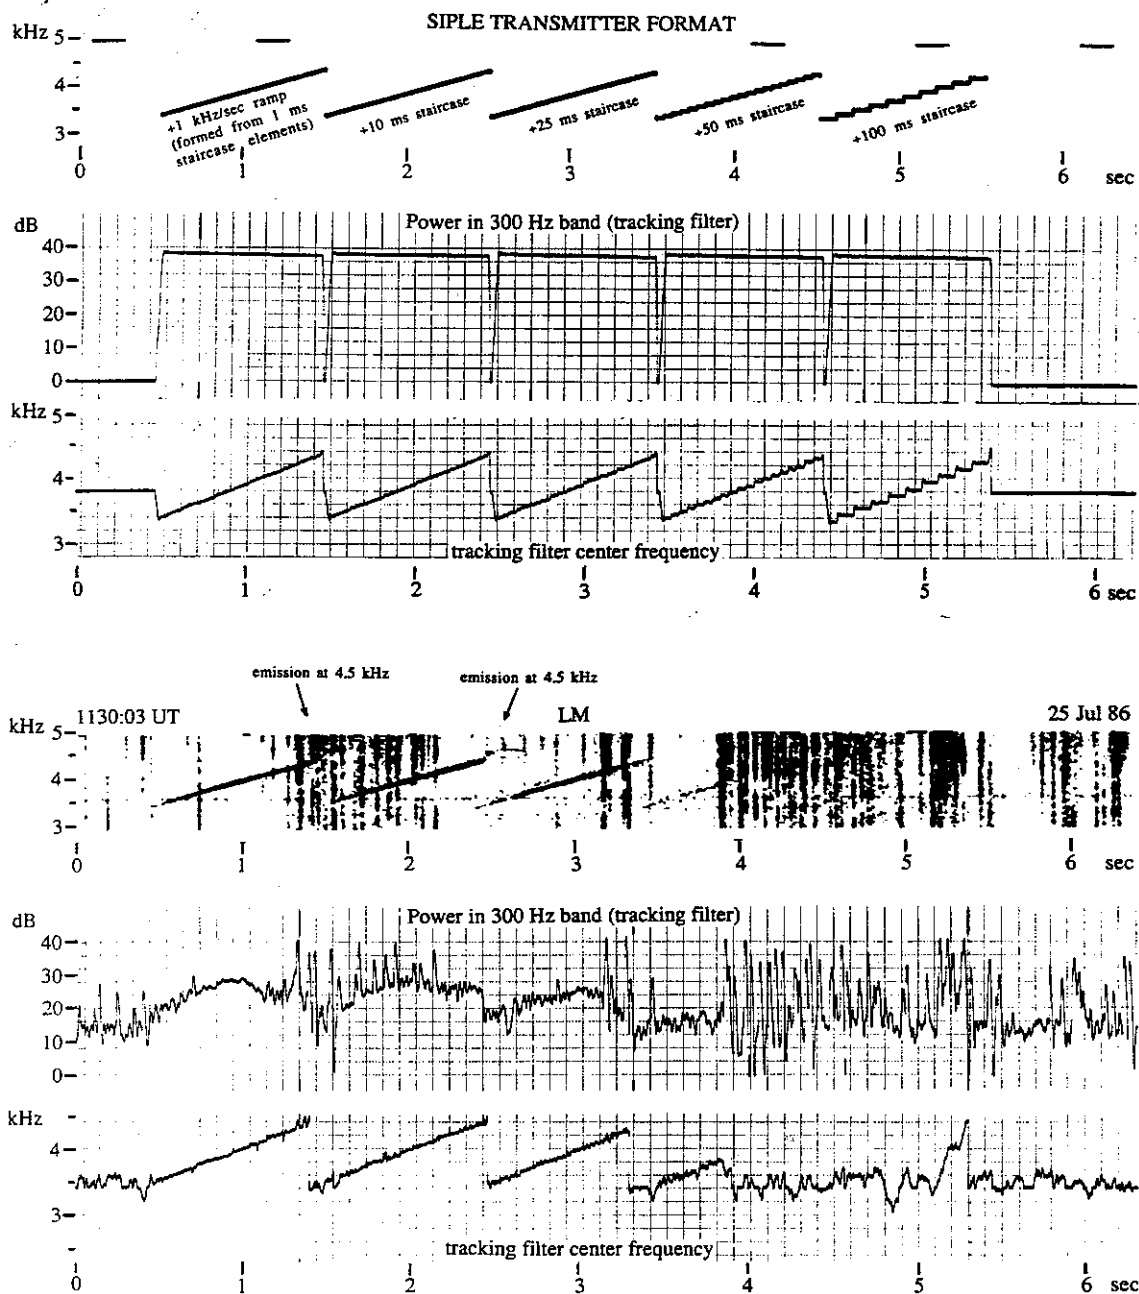 SIPLE TRANSMITTER FORMAT
kHz 5
4
3
+1 kHz/sec ramp
(formed from 1 ms
staircase elements)
+10 ms staircase
+25 ms staircase
+50 ms staircase
+100 ms staircase
0 1 2 3 4 5 6 sec
dB
Power in 300 Hz band (tracking filter)
40
30
20
10
0
kHz 5
4
3
tracking filter center frequency
0 1 2 3 4 5 6 sec
emission at 4.5 kHz
emission at 4.5 kHz
1130:03 UT LM 25 Jul 86
kHz 5
4
3
0 1 2 3 4 5 6 sec
dB
Power in 300 Hz band (tracking filter)
40
30
20
10
0
kHz
4
3
tracking filter center frequency
0 1 2 3 4 5 6 sec